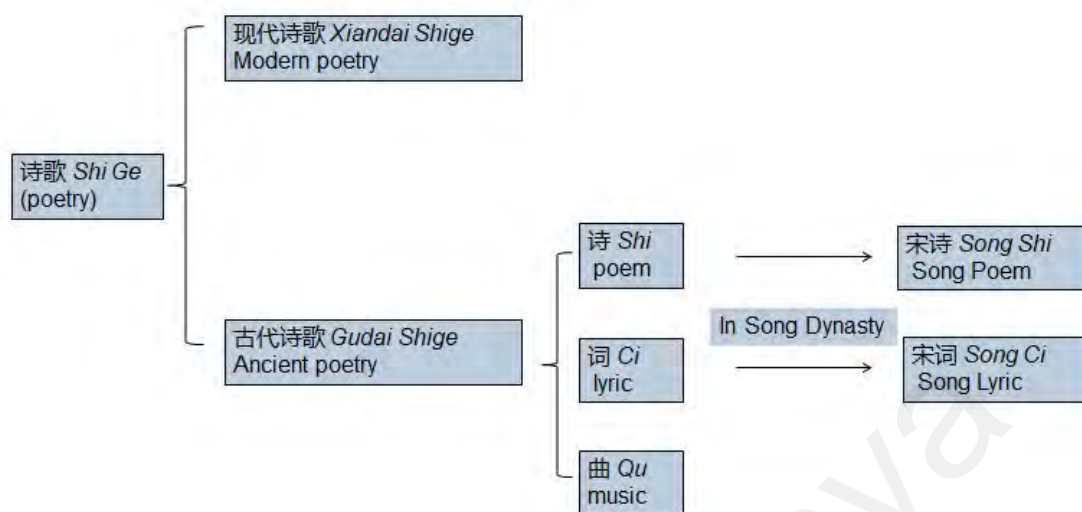 现代诗歌 Xiandai Shige
Modern poetry
诗歌 Shi Ge
(poetry)
古代诗歌 Gudai Shige
Ancient poetry
诗 Shi
poem
词 Ci
lyric
曲 Qu
music
In Song Dynasty
宋诗 Song Shi
Song Poem
宋词 Song Ci
Song Lyric